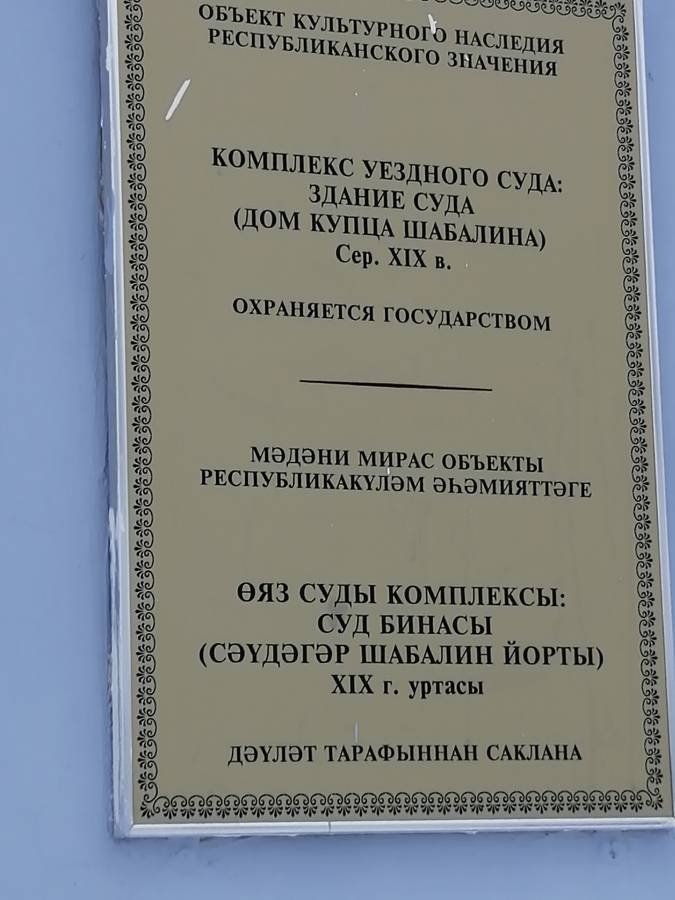 ОБЪЕКТ КУЛЬТУРНОГО НАСЛЕДИЯ
РЕСПУБЛИКАНСКОГО ЗНАЧЕНИЯ
КОМПЛЕКС УЕЗДНОГО СУДА:
ЗДАНИЕ СУДА
(ДОМ КУПЦА ШАБАЛИНА)
Сер. XIX в.
ОХРАНЯЕТСЯ ГОСУДАРСТВОМ
МӘДӘНИ МИРАС ОБЪЕКТЫ
РЕСПУБЛИКАКҮЛӘМ ӘҺӘМИЯТТӘГЕ
ӨЯЗ СУДЫ КОМПЛЕКСЫ:
СУД БИНАСЫ
(СӘҮДӘГӘР ШАБАЛИН ЙОРТЫ)
XIX г. уртасы
ДӘҮЛӘТ ТАРАФЫННАН САКЛАНА